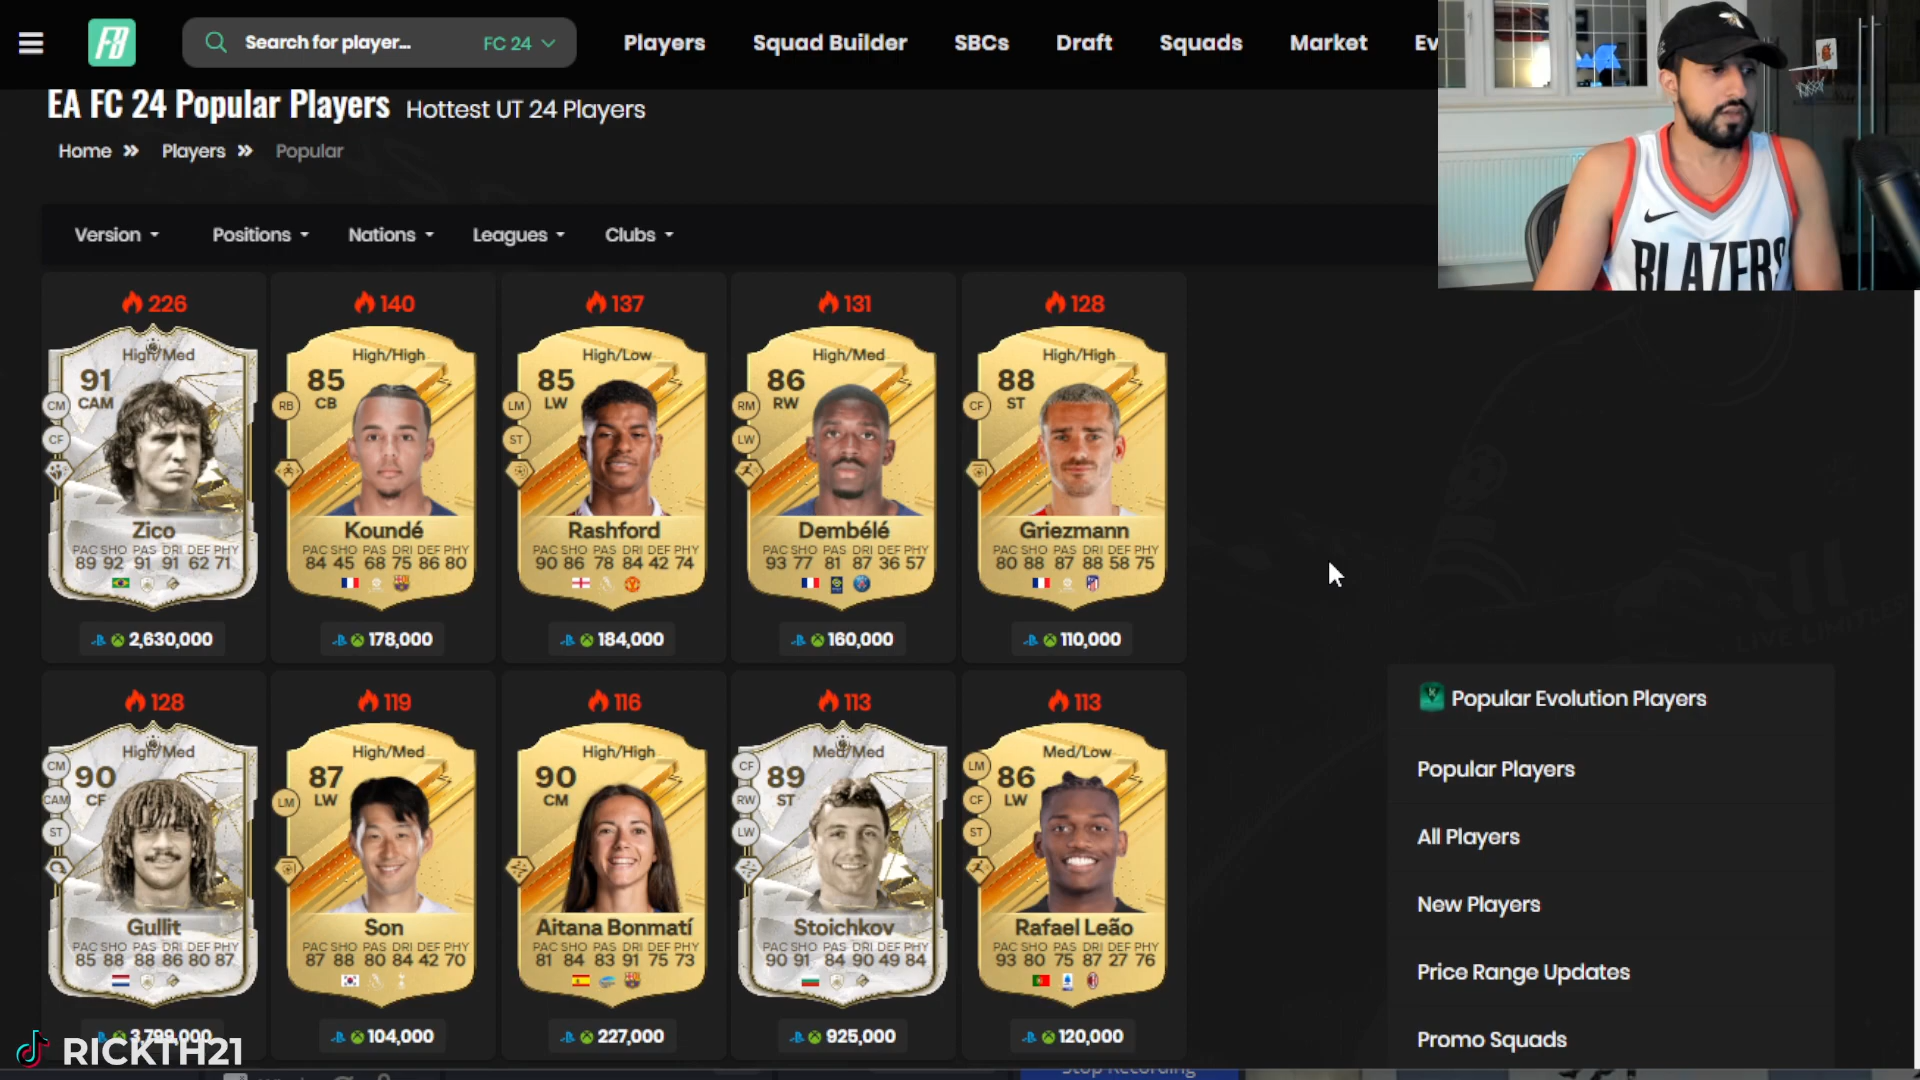 F8 Search for player... FC 24 Players Squad Builder SBCs Draft Squads Market Ev
EA FC 24 Popular Players Hottest UT 24 Players
Home » Players » Popular
Version Positions Nations Leagues Clubs
BLAZERS
226 140 137 131 128
High/Med High/High High/Low High/Med High/High
91 85 85 86 88
CM CAM RB CB LM LW RM RW CF ST
CF ST LW
Zico Koundé Rashford Dembélé Griezmann
PAC SHO PAS DRI DEF PHY PAC SHO PAS DRI DEF PHY PAC SHO PAS DRI DEF PHY PAC SHO PAS DRI DEF PHY PAC SHO PAS DRI DEF PHY
89 92 91 91 62 71 84 45 68 75 86 80 90 86 78 84 42 74 93 77 81 87 36 57 80 88 87 88 58 75
2,630,000 178,000 184,000 160,000 110,000
128 119 116 113 113
High/Med High/Med High/High Med/Med Med/Low
CM 90 87 90 CF 89 LM 86
CAM CF LM LW CM RW ST CF LW
ST LW ST
Gullit Son Aitana Bonmatí Stoichkov Rafael Leão
PAC SHO PAS DRI DEF PHY PAC SHO PAS DRI DEF PHY PAC SHO PAS DRI DEF PHY PAC SHO PAS DRI DEF PHY PAC SHO PAS DRI DEF PHY
85 88 88 86 80 87 87 88 80 84 42 70 81 84 83 91 75 73 90 91 84 90 49 84 93 80 75 87 27 76
3,799,000 104,000 227,000 925,000 120,000
Popular Evolution Players
Popular Players
All Players
New Players
Price Range Updates
Promo Squads
RICKTH21
Stop Recording